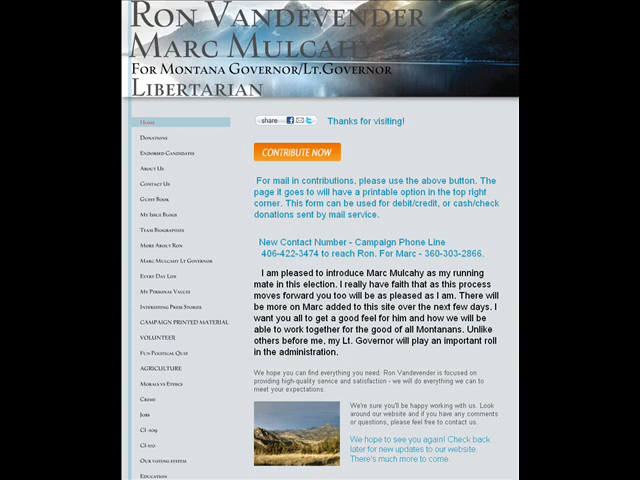 Ron Vandevender
Marc Mulcahy
For Montana Governor/Lt.Governor
Libertarian
Home
Donations
Endorsed Candidates
About Us
Contact Us
Guest Book
My Issue Blogs
Team Biographies
More About Ron
Marc Mulcahy Lt Governor
Every Day Life
My Personal Values
Interesting Press Stories
CAMPAIGN PRINTED MATERIAL
VOLUNTEER
Fun Political Quiz
AGRICULTURE
Morals vs Ethics
Crime
Jobs
CI -109
CI-110
Our voting system
Education
share
Thanks for visiting!
CONTRIBUTE NOW
For mail in contributions, please use the above button. The
page it goes to will have a printable option in the top right
corner. This form can be used for debit/credit, or cash/check
donations sent by mail service.
New Contact Number - Campaign Phone Line
406-422-3474 to reach Ron. For Marc - 360-303-2866.
I am pleased to introduce Marc Mulcahy as my running
mate in this election. I really have faith that as this process
moves forward you too will be as pleased as I am. There will
be more on Marc added to this site over the next few days. I
want you all to get a good feel for him and how we will be
able to work together for the good of all Montanans. Unlike
others before me, my Lt. Governor will play an important roll
in the administration.
We hope you can find everything you need. Ron Vandevender is focused on
providing high-quality service and satisfaction - we will do everything we can to
meet your expectations.
We're sure you'll be happy working with us. Look
around our website and if you have any comments
or questions, please feel free to contact us.
We hope to see you again! Check back
later for new updates to our website.
There's much more to come.